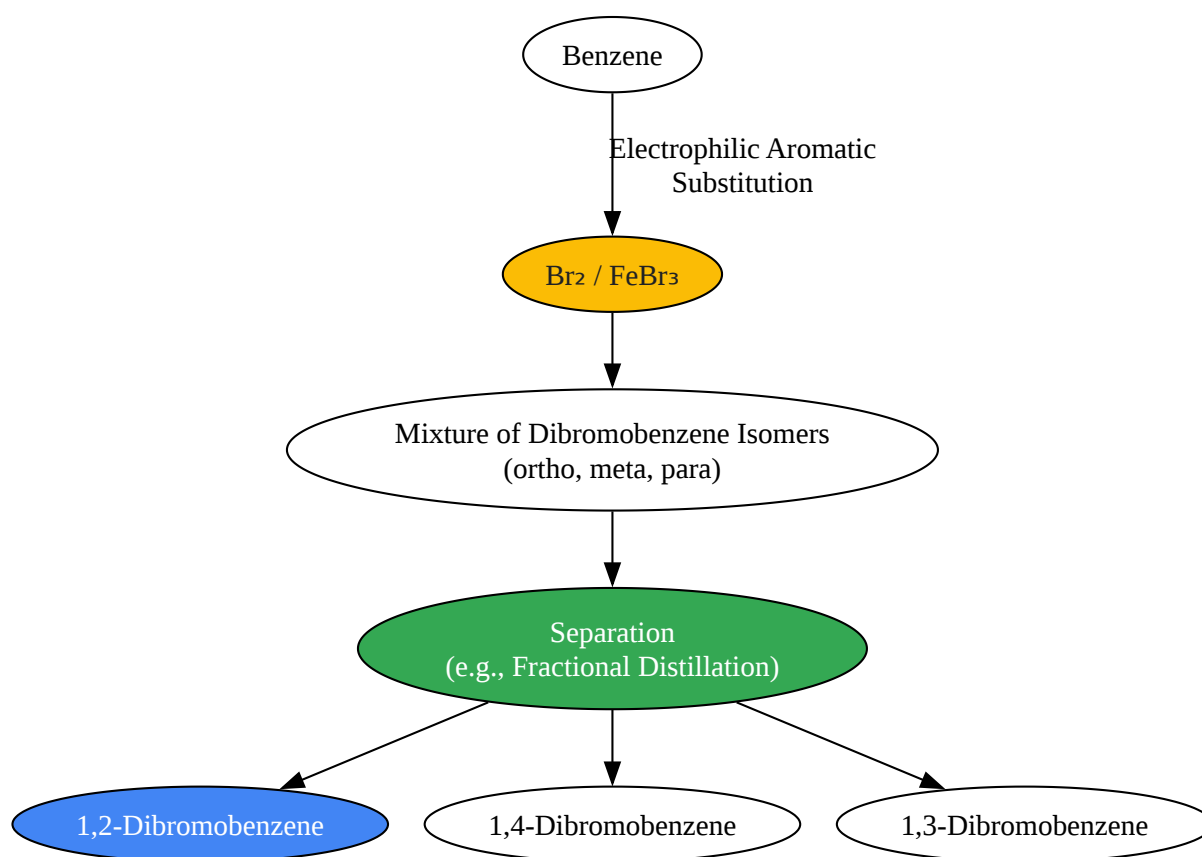 Benzene
Electrophilic Aromatic
Substitution
Br₂ / FeBr₃
Mixture of Dibromobenzene Isomers
(ortho, meta, para)
Separation
(e.g., Fractional Distillation)
1,2-Dibromobenzene
1,4-Dibromobenzene
1,3-Dibromobenzene